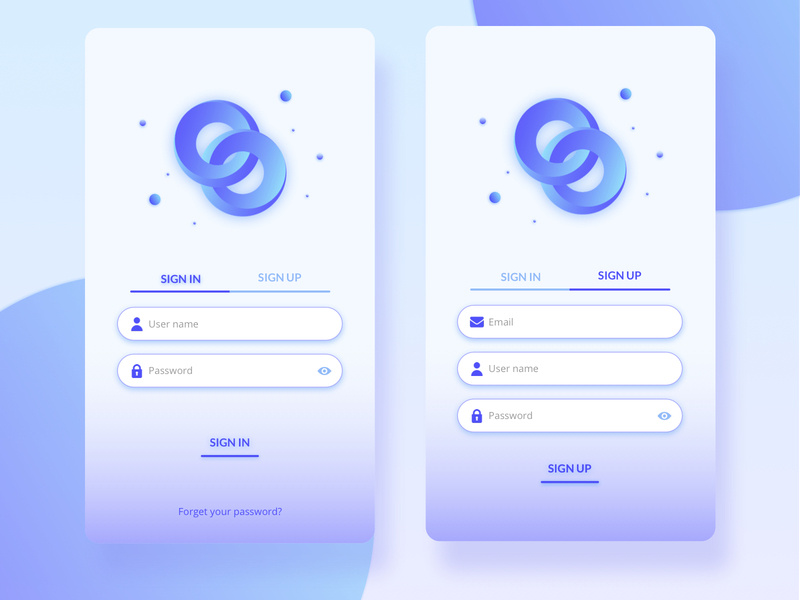 SIGN IN SIGN UP
User name
Password
SIGN IN
Forget your password?
SIGN IN SIGN UP
Email
User name
Password
SIGN UP